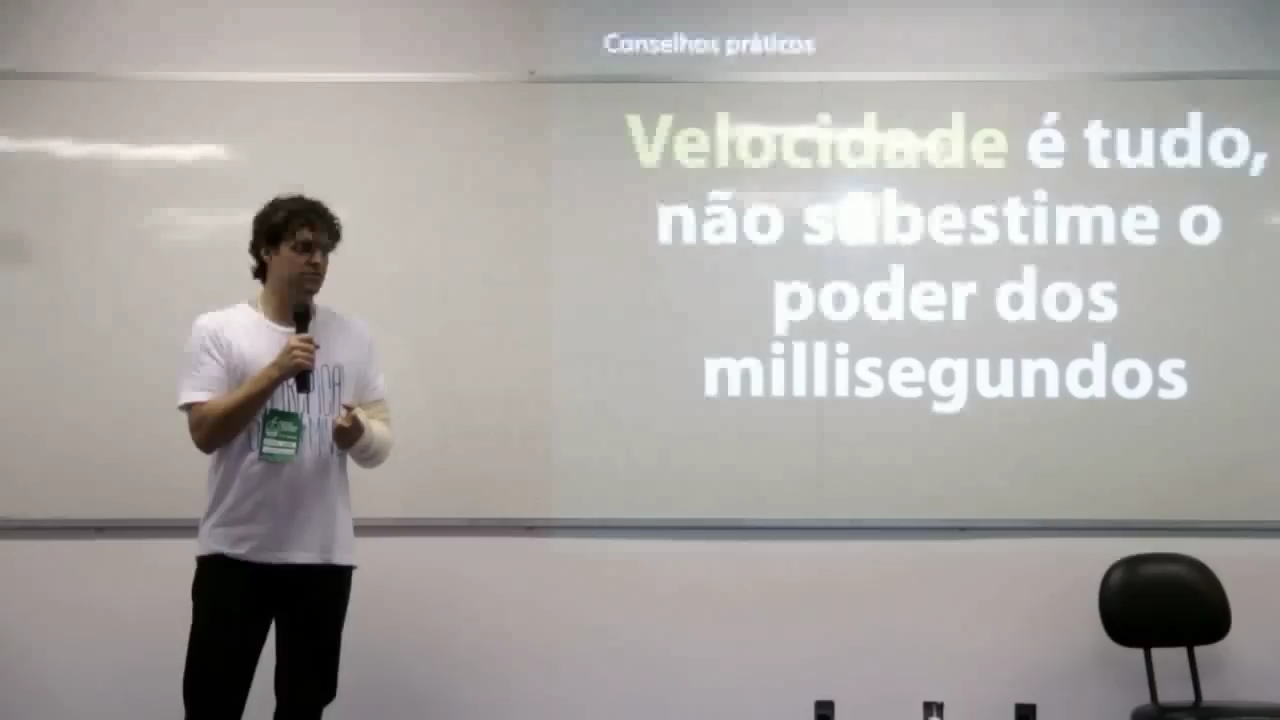 Conselhos práticos
Velocidade é tudo,
não subestime o
poder dos
millisegundos